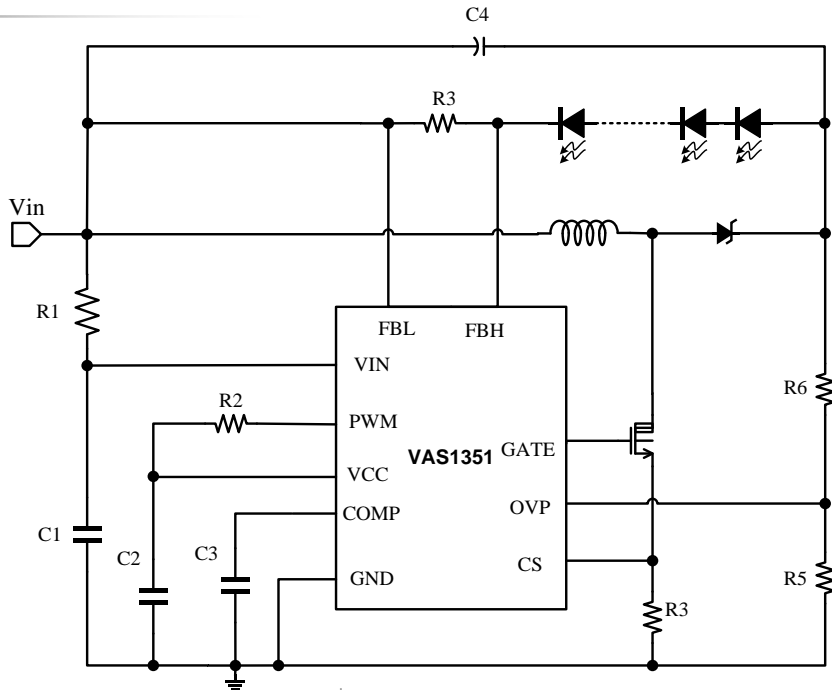 C4
R3
Vin
R1
FBL FBH
VIN
R2
PWM
R6
VAS1351
GATE
VCC
OVP
COMP
C1
C2
C3
CS
GND
R5
R3